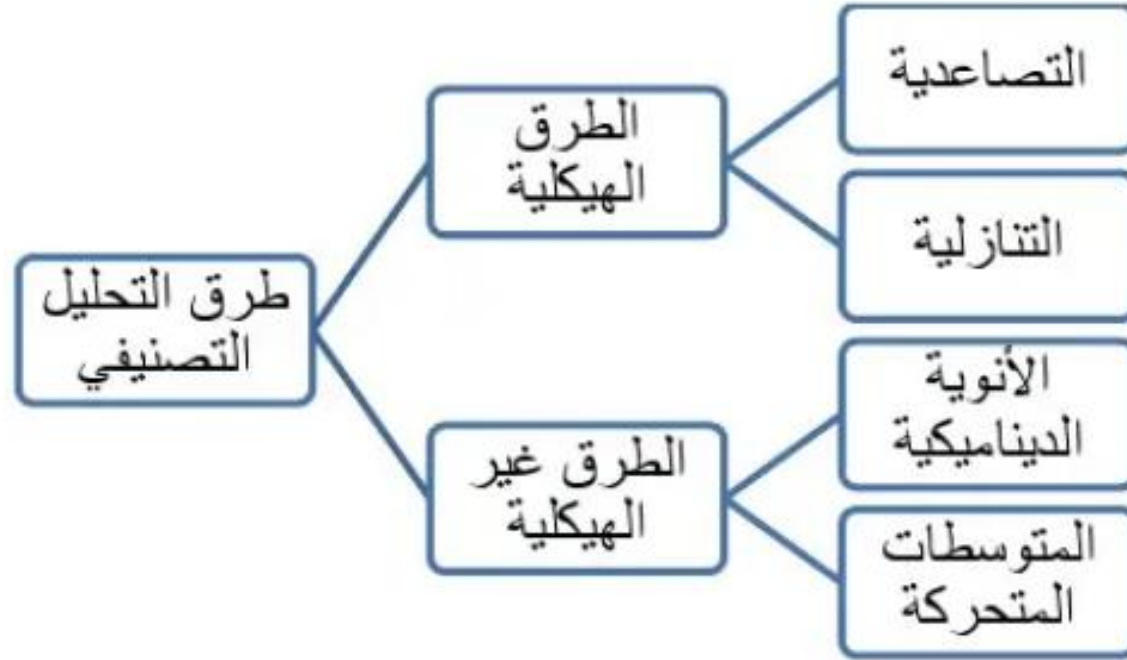 طرق التحليل
التصنيفي
الطرق
الهيكلية
التصاعدية
التنازلية
الطرق غير
الهيكلية
الأنوية
الديناميكية
المتوسطات
المتحركة